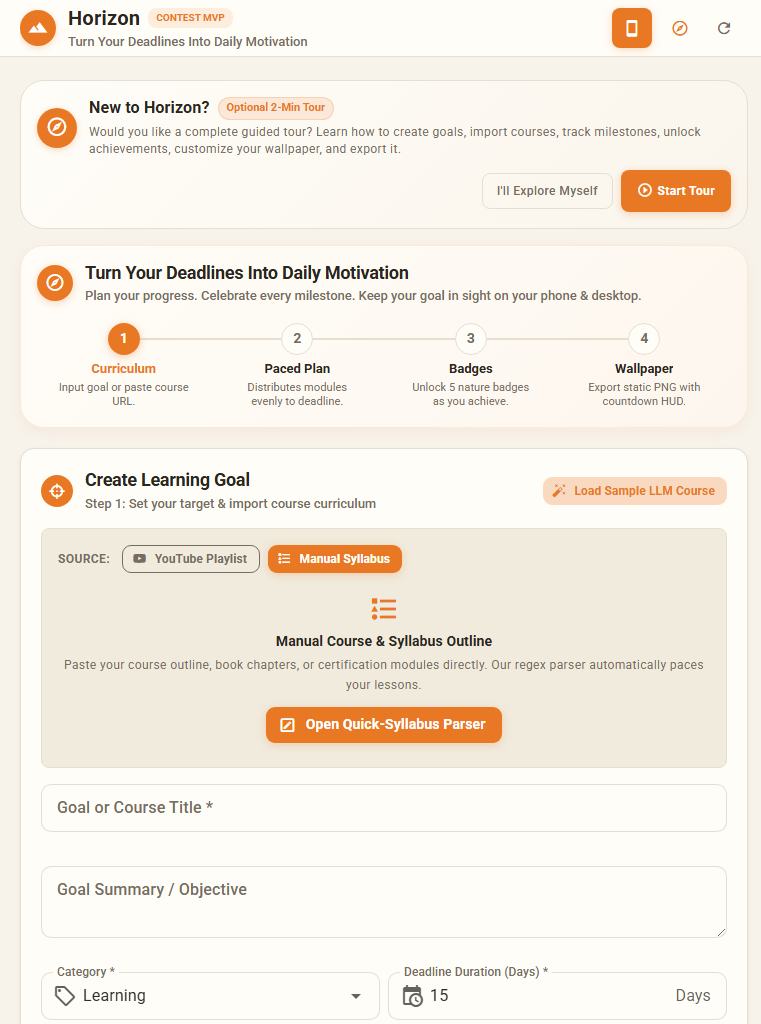 Horizon CONTEST MVP
Turn Your Deadlines Into Daily Motivation
New to Horizon? Optional 2-Min Tour
Would you like a complete guided tour? Learn how to create goals, import courses, track milestones, unlock
achievements, customize your wallpaper, and export it.
I'll Explore Myself Start Tour
Turn Your Deadlines Into Daily Motivation
Plan your progress. Celebrate every milestone. Keep your goal in sight on your phone & desktop.
1 2 3 4
Curriculum Paced Plan Badges Wallpaper
Input goal or paste course Distributes modules Unlock 5 nature badges Export static PNG with
URL. evenly to deadline. as you achieve. countdown HUD.
Create Learning Goal
Step 1: Set your target & import course curriculum
Load Sample LLM Course
SOURCE: YouTube Playlist Manual Syllabus
Manual Course & Syllabus Outline
Paste your course outline, book chapters, or certification modules directly. Our regex parser automatically paces
your lessons.
Open Quick-Syllabus Parser
Goal or Course Title *
Goal Summary / Objective
Category * Deadline Duration (Days) *
Learning 15 Days